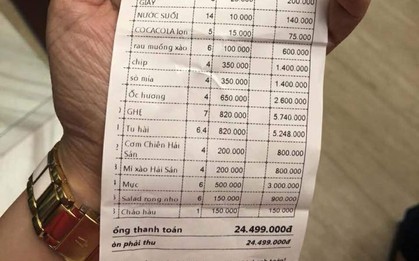 GIẤY 200.000
NƯỚC SUỐI 14 10 000 140.000
COCACOLA lon 5 15 000 75 000
rau muống xào 6 100 000 600.000
chip 4 350 000 1.400.000
sò mía 4 350 000 1.400.000
Ốc hương 4 650 000 2 600.000
GHẸ 7 820 000 5.740.000
Tu hài 6.4 820 000 5.248.000
Cơm Chiên Hải Sản 4 200 000 800.000
Mì xào Hải Sản 4 200 000 800.000
Mực 6 500 000 3.000.000
Salad rong nho 6 150 000 900.000
Cháo hàu 1 150.000 150.000
ổng thanh toán 24.499.000đ
òn phải thu 24.499.000đ